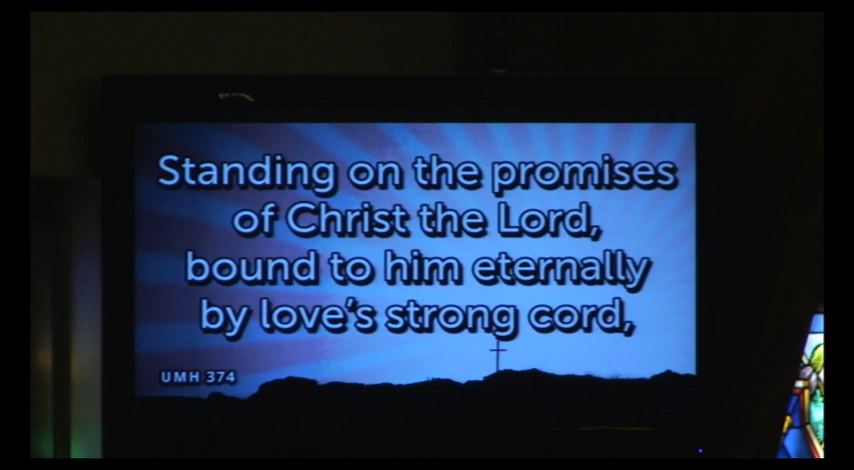 Standing on the promises
of Christ the Lord,
bound to him eternally
by love's strong cord,
UMH 374